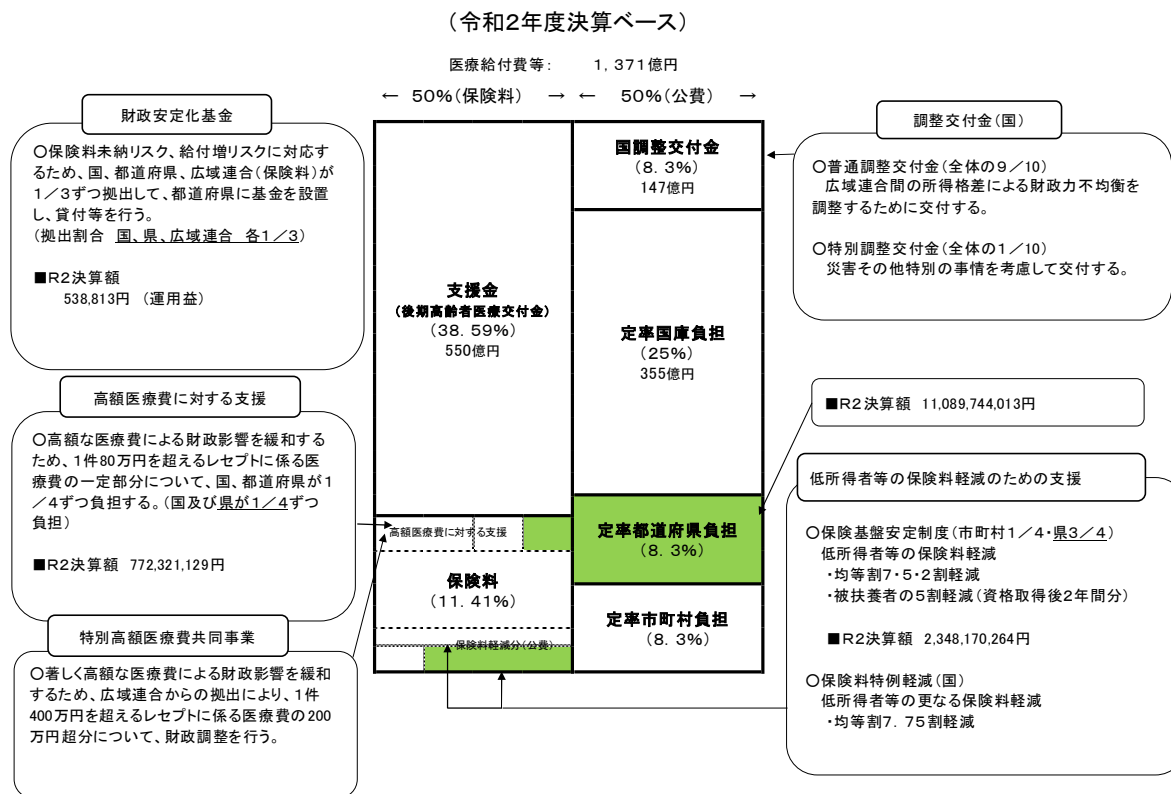 (令和2年度決算ベース)
医療給付費等： 1,371億円
← 50%(保険料) → ← 50%(公費) →
財政安定化基金
○保険料未納リスク、給付増リスクに対応す
るため、国、都道府県、広域連合(保険料)が
1/3ずつ拠出して、都道府県に基金を設置
し、貸付等を行う。
(拠出割合 国、県、広域連合 各1/3)
■R2決算額
538,813円 (運用益)
高額医療費に対する支援
○高額な医療費による財政影響を緩和する
ため、1件80万円を超えるレセプトに係る医
療費の一定部分について、国、都道府県が1
/4ずつ負担する。(国及び県が1/4ずつ
負担)
■R2決算額 772,321,129円
特別高額医療費共同事業
○著しく高額な医療費による財政影響を緩和
するため、広域連合からの拠出により、1件
400万円を超えるレセプトに係る医療費の200
万円超分について、財政調整を行う。
支援金
(後期高齢者医療交付金)
(38.59%)
550億円
高額医療費に対する支援
保険料
(11.41%)
保険料軽減分(公費)
国調整交付金
(8.3%)
147億円
定率国庫負担
(25%)
355億円
定率都道府県負担
(8.3%)
定率市町村負担
(8.3%)
調整交付金(国)
○普通調整交付金(全体の9/10)
広域連合間の所得格差による財政力不均衡を
調整するために交付する。
○特別調整交付金(全体の1/10)
災害その他特別の事情を考慮して交付する。
■R2決算額 11,089,744,013円
低所得者等の保険料軽減のための支援
○保険基盤安定制度(市町村1/4・県3/4)
低所得者等の保険料軽減
・均等割7・5・2割軽減
・被扶養者の5割軽減(資格取得後2年間分)
■R2決算額 2,348,170,264円
○保険料特例軽減(国)
低所得者等の更なる保険料軽減
・均等割7.75割軽減